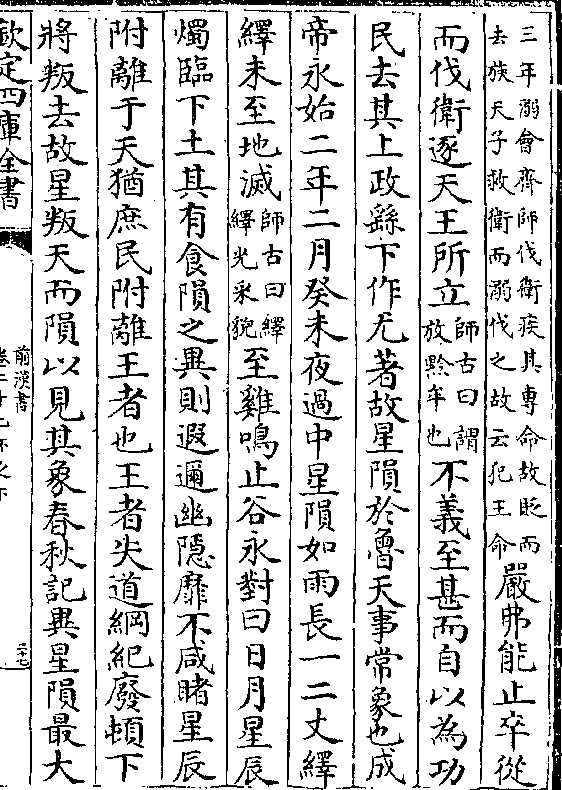 三年溺會齊師伐衛疾其專命故貶而
去族天子救衛而溺伐之故云犯王命
嚴弗能止卒從
而伐衛逐天王所立
師古曰謂
放黔牟也
不義至甚而自以為功
民去其上政繇下作尤著故星隕於魯天事常象也成
帝永始二年二月癸未夜過中星隕如雨長一二丈繹
繹未至地滅
師古曰繹
繹光采貌
至雞鳴止谷永對曰日月星辰
燭臨下土其有食隕之異則遐邇幽隱靡不咸睹星辰
附離于天猶庶民附離王者也王者失道綱紀廢頓下
將叛去故星叛天而隕以見其象春秋記異星隕最大
欽定四庫全書
前漢書